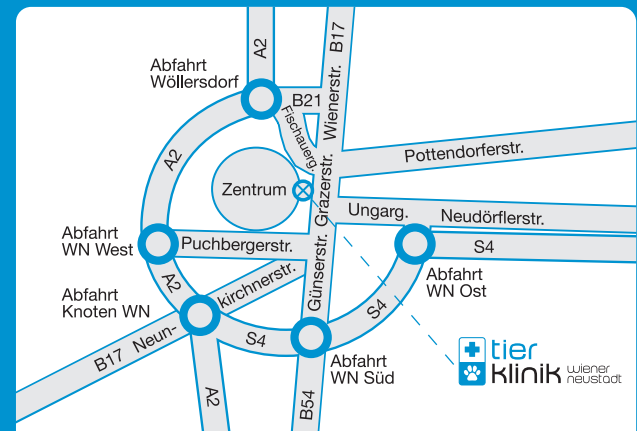 A2
B17
Abfahrt
Wöllersdorf
B21
Wienerstr.
Fischauerg.
A2
Pottendorferstr.
Zentrum
Grazerstr.
Ungarg.
Neudörflerstr.
Abfahrt
WN West
Puchbergerstr.
S4
Günserstr.
Abfahrt
WN Ost
A2
Abfahrt
Knoten WN
kirchnerstr.
S4
S4
B17 Neun-
Abfahrt
WN Süd
A2
B54
tier
klinik
wiener
neustadt